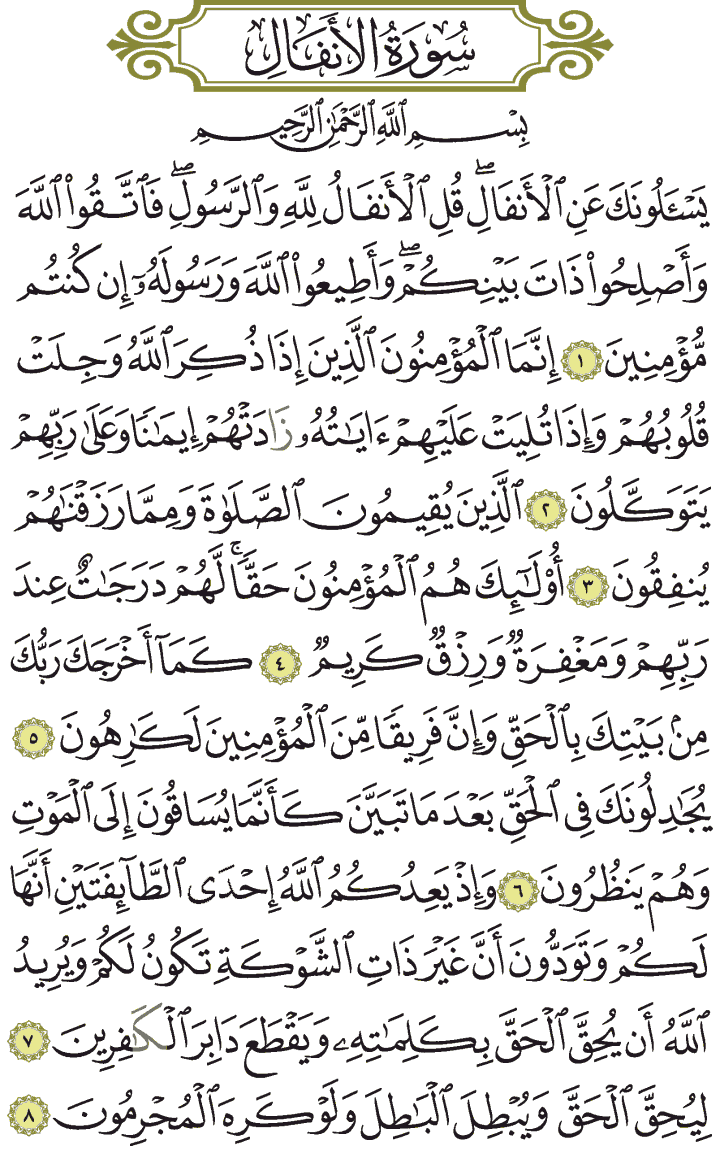 سُورَةُ الأَنفَالِ
بِسْمِ ٱللَّهِ ٱلرَّحْمَٰنِ ٱلرَّحِيمِ
يَسْـَٔلُونَكَ عَنِ ٱلْأَنفَالِۖ قُلِ ٱلْأَنفَالُ لِلَّهِ وَٱلرَّسُولِۖ فَٱتَّقُوا۟ ٱللَّهَ
وَأَصْلِحُوا۟ ذَاتَ بَيْنِكُمْۖ وَأَطِيعُوا۟ ٱللَّهَ وَرَسُولَهُۥٓ إِن كُنتُم
مُّؤْمِنِينَ ١ إِنَّمَا ٱلْمُؤْمِنُونَ ٱلَّذِينَ إِذَا ذُكِرَ ٱللَّهُ وَجِلَتْ
قُلُوبُهُمْ وَإِذَا تُلِيَتْ عَلَيْهِمْ ءَايَٰتُهُۥ زَادَتْهُمْ إِيمَٰنًا وَعَلَىٰ رَبِّهِمْ
يَتَوَكَّلُونَ ٢ ٱلَّذِينَ يُقِيمُونَ ٱلصَّلَوٰةَ وَمِمَّا رَزَقْنَٰهُمْ
يُنفِقُونَ ٣ أُو۟لَٰٓئِكَ هُمُ ٱلْمُؤْمِنُونَ حَقًّاۚ لَّهُمْ دَرَجَٰتٌ عِندَ
رَبِّهِمْ وَمَغْفِرَةٌ وَرِزْقٌ كَرِيمٌ ٤ كَمَآ أَخْرَجَكَ رَبُّكَ
مِنۢ بَيْتِكَ بِٱلْحَقِّ وَإِنَّ فَرِيقًا مِّنَ ٱلْمُؤْمِنِينَ لَكَٰرِهُونَ ٥
يُجَٰدِلُونَكَ فِى ٱلْحَقِّ بَعْدَ مَا تَبَيَّنَ كَأَنَّمَا يُسَاقُونَ إِلَى ٱلْمَوْتِ
وَهُمْ يَنظُرُونَ ٦ وَإِذْ يَعِدُكُمُ ٱللَّهُ إِحْدَى ٱلطَّآئِفَتَيْنِ أَنَّهَا
لَكُمْ وَتَوَدُّونَ أَنَّ غَيْرَ ذَاتِ ٱلشَّوْكَةِ تَكُونُ لَكُمْ وَيُرِيدُ
ٱللَّهُ أَن يُحِقَّ ٱلْحَقَّ بِكَلِمَٰتِهِۦ وَيَقْطَعَ دَابِرَ ٱلْكَٰفِرِينَ ٧
لِيُحِقَّ ٱلْحَقَّ وَيُبْطِلَ ٱلْبَٰطِلَ وَلَوْ كَرِهَ ٱلْمُجْرِمُونَ ٨